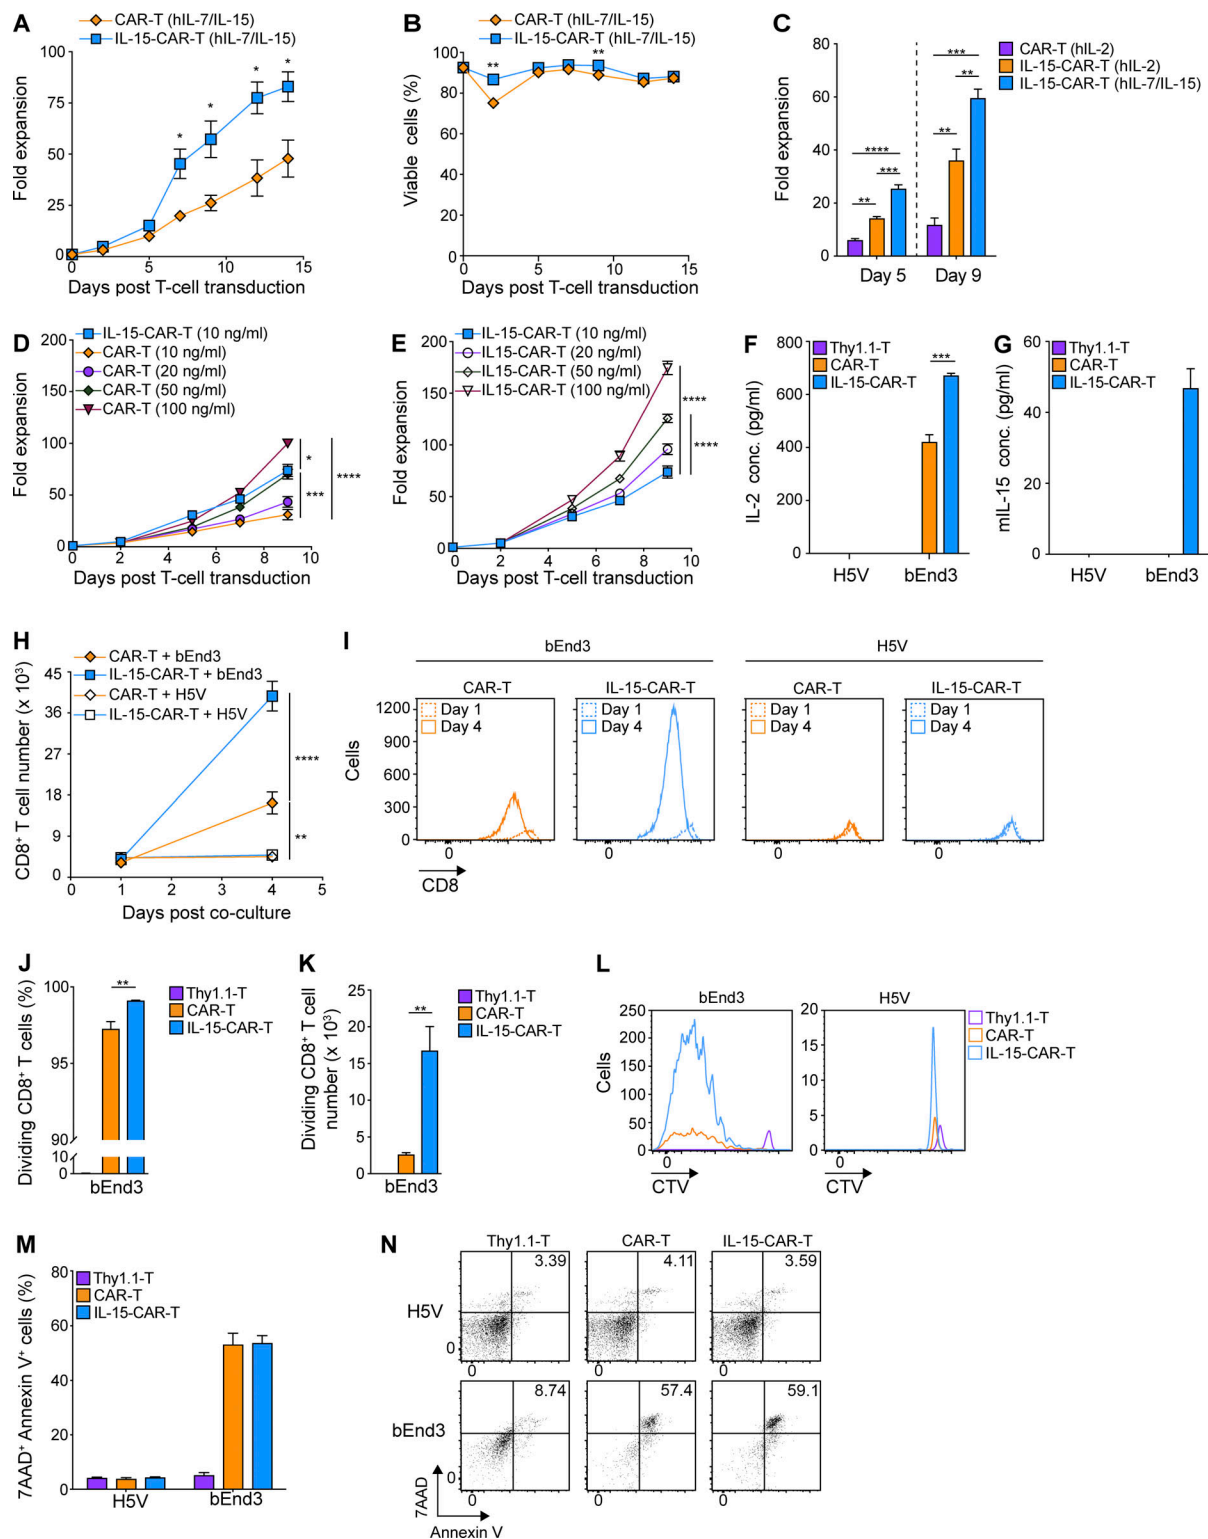 A
CAR-T (hIL-7/IL-15)
IL-15-CAR-T (hIL-7/IL-15)
Fold expansion
100
75
50
25
0
0 5 10 15
Days post T-cell transduction
* * * *
B
CAR-T (hIL-7/IL-15)
IL-15-CAR-T (hIL-7/IL-15)
Viable cells (%)
100
80
60
40
20
0
0 5 10 15
Days post T-cell transduction
** **
C
CAR-T (hIL-2)
IL-15-CAR-T (hIL-2)
IL-15-CAR-T (hIL-7/IL-15)
Fold expansion
80
60
40
20
0
**** *** **
*** ** **
Day 5 Day 9
D
IL-15-CAR-T (10 ng/ml)
CAR-T (10 ng/ml)
CAR-T (20 ng/ml)
CAR-T (50 ng/ml)
CAR-T (100 ng/ml)
Fold expansion
200
150
100
50
0
0 2 4 6 8 10
Days post T-cell transduction
* *** ****
E
IL-15-CAR-T (10 ng/ml)
IL15-CAR-T (20 ng/ml)
IL15-CAR-T (50 ng/ml)
IL15-CAR-T (100 ng/ml)
Fold expansion
200
150
100
50
0
0 2 4 6 8 10
Days post T-cell transduction
**** ****
F
Thy1.1-T
CAR-T
IL-15-CAR-T
IL-2 conc. (pg/ml)
800
600
400
200
0
***
H5V bEnd3
G
Thy1.1-T
CAR-T
IL-15-CAR-T
mIL-15 conc. (pg/ml)
60
40
20
0
H5V bEnd3
H
CAR-T + bEnd3
IL-15-CAR-T + bEnd3
CAR-T + H5V
IL-15-CAR-T + H5V
CD8⁺ T cell number (x 10³)
45
36
27
18
9
0
0 1 2 3 4 5
Days post co-culture
**** **
I
bEnd3 H5V
CAR-T IL-15-CAR-T CAR-T IL-15-CAR-T
Day 1 Day 1 Day 1 Day 1
Day 4 Day 4 Day 4 Day 4
Cells
1200
900
600
300
0
0 0 0 0
CD8
J
Thy1.1-T
CAR-T
IL-15-CAR-T
Dividing CD8⁺ T cells (%)
100
95
90
10
0
**
bEnd3
K
Thy1.1-T
CAR-T
IL-15-CAR-T
Dividing CD8⁺ T cell
number (x 10³)
25
20
15
10
5
0
**
bEnd3
L
bEnd3 H5V
Thy1.1-T
CAR-T
IL-15-CAR-T
Cells
250
200
150
100
50
0
20
15
10
5
0
0 0
CTV CTV
M
Thy1.1-T
CAR-T
IL-15-CAR-T
7AAD⁺ Annexin V⁺ cells (%)
80
60
40
20
0
H5V bEnd3
N
Thy1.1-T CAR-T IL-15-CAR-T
H5V
3.39 4.11 3.59
0
0 0 0
bEnd3
8.74 57.4 59.1
0
0 0 0
7AAD
Annexin V